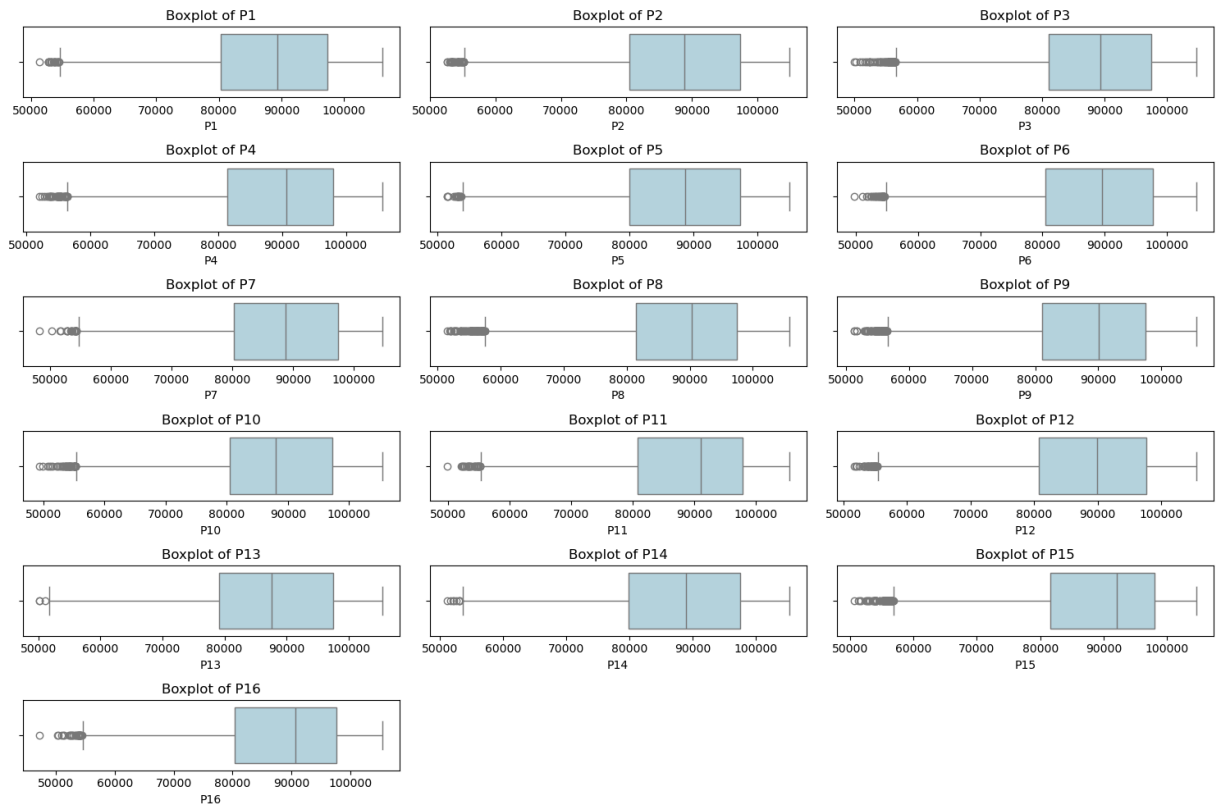 Boxplot of P1
50000 60000 70000 80000 90000 100000
P1
Boxplot of P2
50000 60000 70000 80000 90000 100000
P2
Boxplot of P3
50000 60000 70000 80000 90000 100000
P3
Boxplot of P4
50000 60000 70000 80000 90000 100000
P4
Boxplot of P5
50000 60000 70000 80000 90000 100000
P5
Boxplot of P6
50000 60000 70000 80000 90000 100000
P6
Boxplot of P7
50000 60000 70000 80000 90000 100000
P7
Boxplot of P8
50000 60000 70000 80000 90000 100000
P8
Boxplot of P9
50000 60000 70000 80000 90000 100000
P9
Boxplot of P10
50000 60000 70000 80000 90000 100000
P10
Boxplot of P11
50000 60000 70000 80000 90000 100000
P11
Boxplot of P12
50000 60000 70000 80000 90000 100000
P12
Boxplot of P13
50000 60000 70000 80000 90000 100000
P13
Boxplot of P14
50000 60000 70000 80000 90000 100000
P14
Boxplot of P15
50000 60000 70000 80000 90000 100000
P15
Boxplot of P16
50000 60000 70000 80000 90000 100000
P16